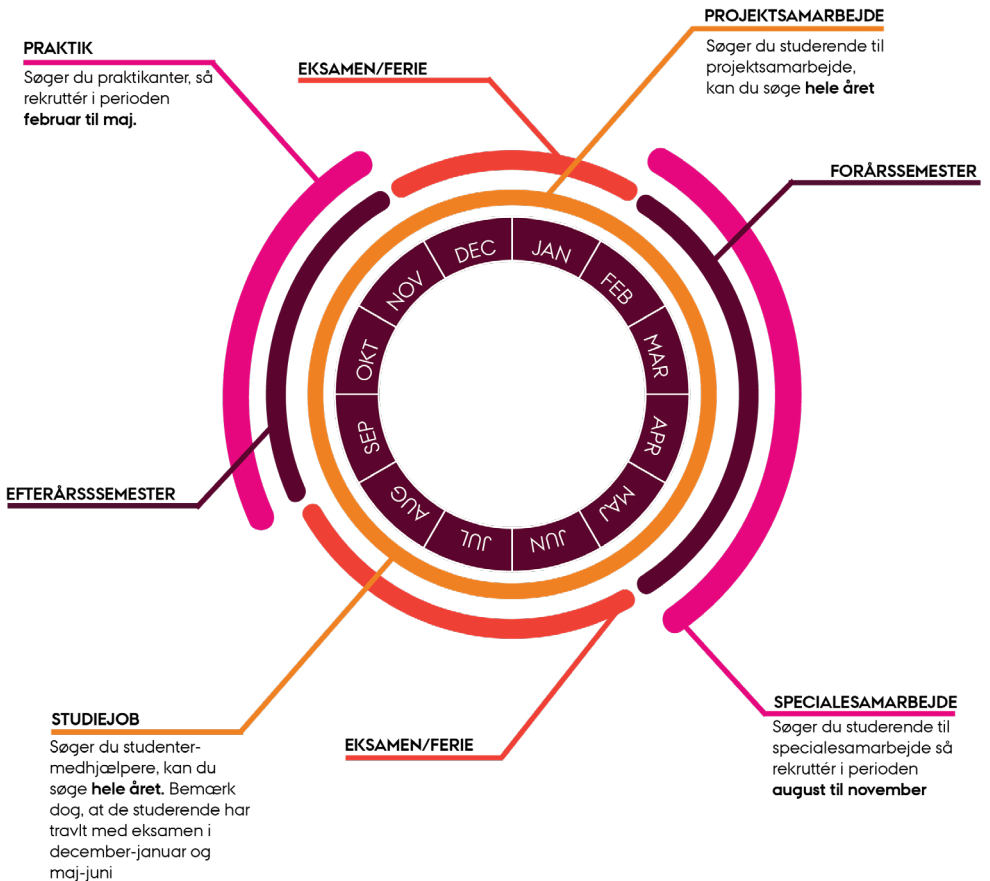 PROJEKTSAMARBEJDE
Søger du studerende til
projektsamarbejde,
kan du søge hele året
PRAKTIK
Søger du praktikanter, så
rekruttér i perioden
februar til maj.
EKSAMEN/FERIE
FORÅRSSEMESTER
JAN
FEB
MAR
APR
MAJ
JUN
JUL
AUG
SEP
OKT
NOV
DEC
EFTERÅRSSSEMESTER
STUDIEJOB
Søger du studenter-
medhjælpere, kan du
søge hele året. Bemærk
dog, at de studerende har
travlt med eksamen i
december-januar og
maj-juni
EKSAMEN/FERIE
SPECIALESAMARBEJDE
Søger du studerende til
specialesamarbejde så
rekruttér i perioden
august til november